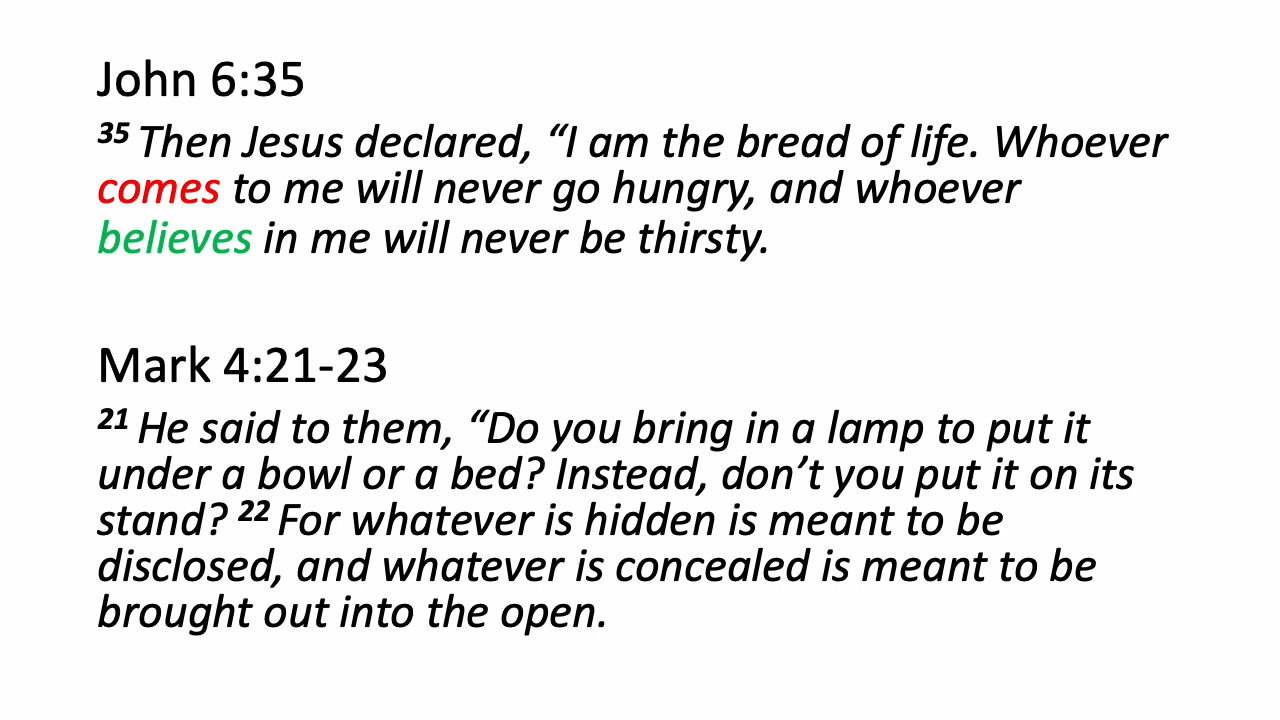 John 6:35
35 Then Jesus declared, “I am the bread of life. Whoever
comes to me will never go hungry, and whoever
believes in me will never be thirsty.
Mark 4:21-23
21 He said to them, “Do you bring in a lamp to put it
under a bowl or a bed? Instead, don’t you put it on its
stand? 22 For whatever is hidden is meant to be
disclosed, and whatever is concealed is meant to be
brought out into the open.